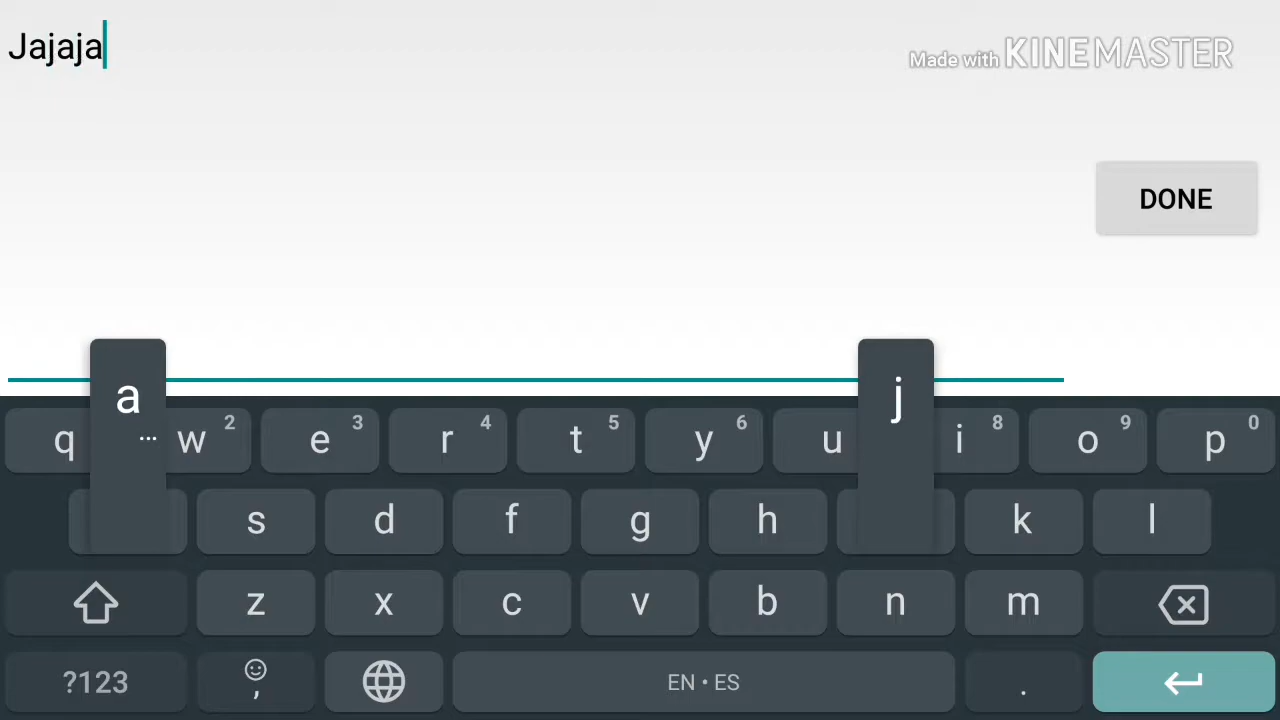 Jajaja
Made with KINEMASTER
DONE
a j
q ... w 2 e 3 r 4 t 5 y 6 u i 8 o 9 p 0
s d f g h k l
z x c v b n m
?123 , EN • ES .